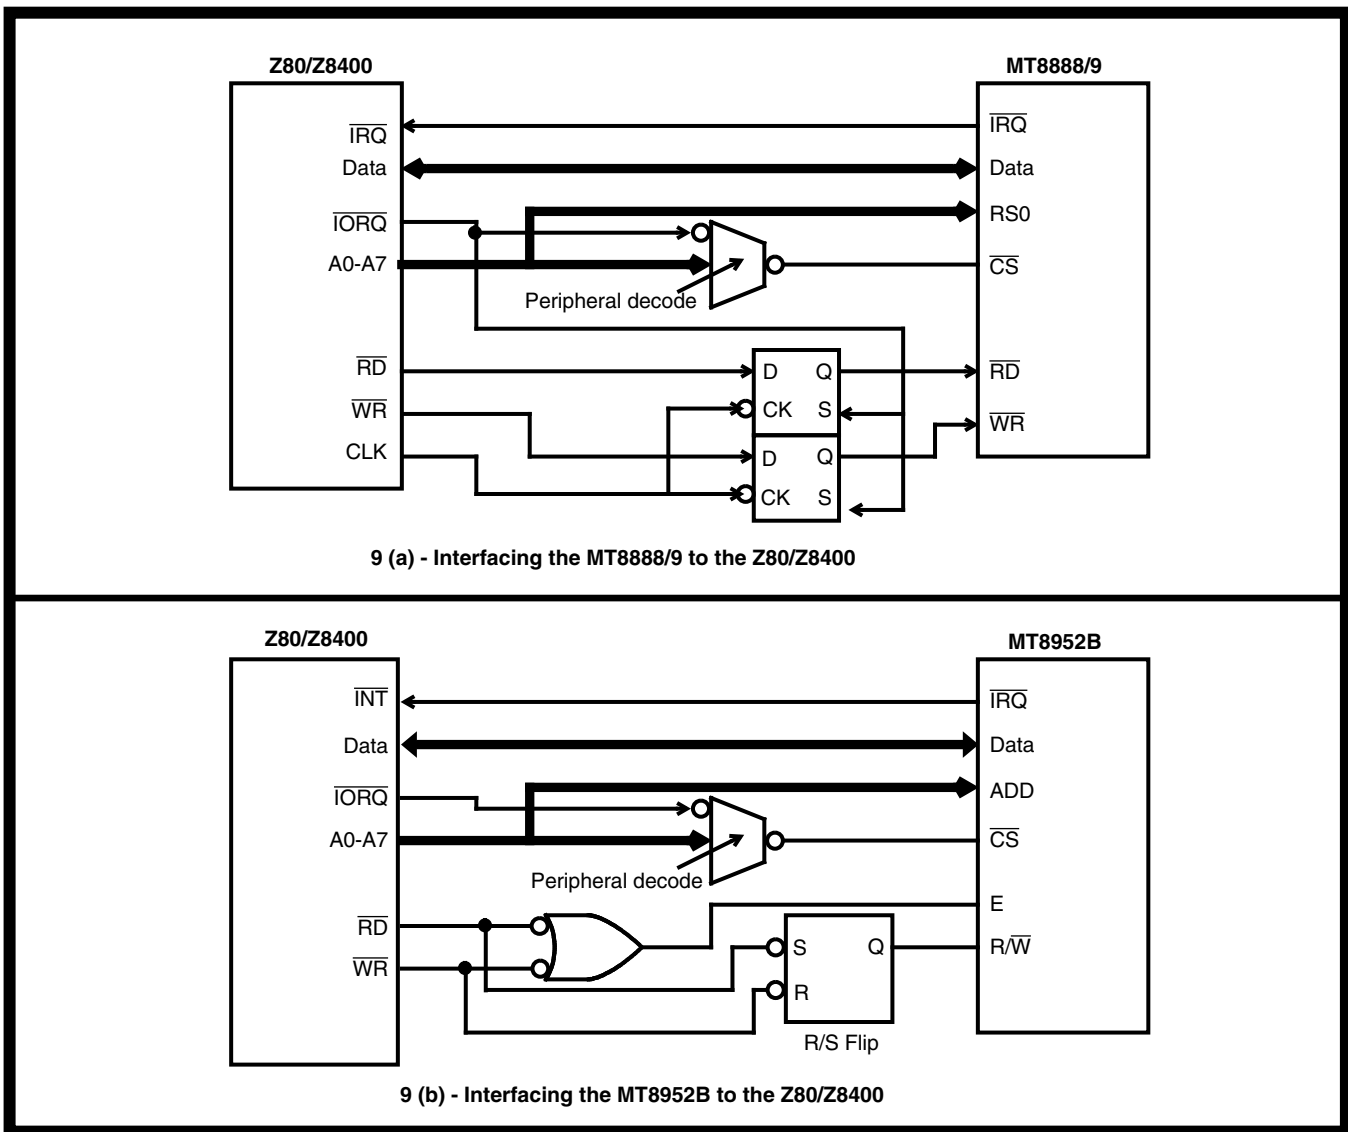 Z80/Z8400
MT8888/9
IRQ
IRQ
Data
Data
IORQ
RS0
A0-A7
CS
Peripheral decode
RD
D Q
RD
WR
CK S
WR
CLK
D Q
CK S
9 (a) - Interfacing the MT8888/9 to the Z80/Z8400
Z80/Z8400
MT8952B
INT
IRQ
Data
Data
IORQ
ADD
A0-A7
CS
Peripheral decode
E
RD
S Q
R/W
WR
R
R/S Flip
9 (b) - Interfacing the MT8952B to the Z80/Z8400